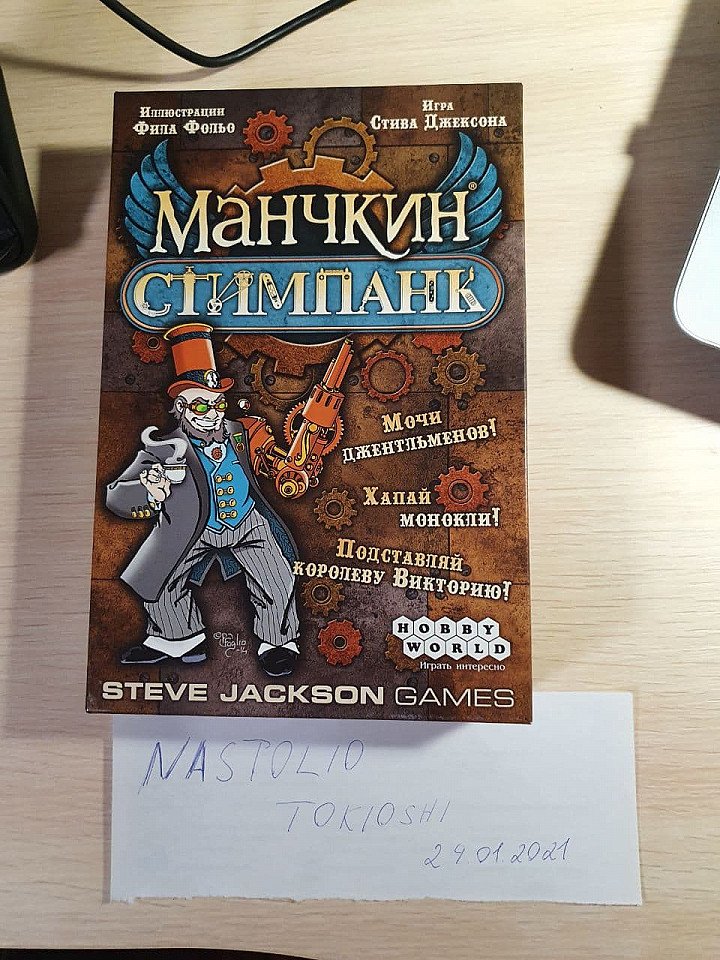 Иллюстрации
Фила Фольо
Игра
Стива Джексона
Манчкин®
Стимпанк
Мочи
джентльменов!
Хапай
монокли!
Подставляй
королеву Викторию!
HOBBY
WORLD
Играть интересно
STEVE JACKSON GAMES
NASTOLIO
TOKIOSHI
29.01.2021